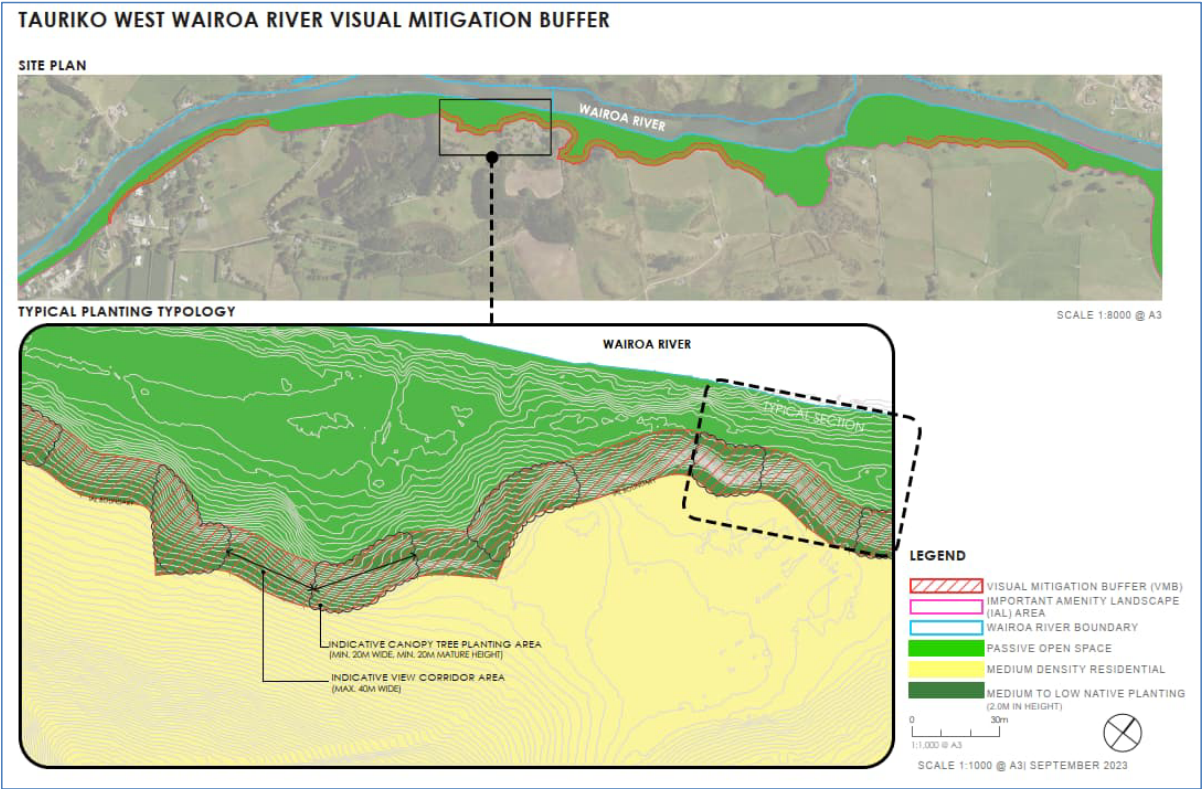 TAURIKO WEST WAIROA RIVER VISUAL MITIGATION BUFFER
SITE PLAN
WAIROA RIVER
TYPICAL PLANTING TYPOLOGY
SCALE 1:8000 @ A3
WAIROA RIVER
TYPICAL SECTION
IAL BOUNDARY
IAL BOUNDARY
INDICATIVE CANOPY TREE PLANTING AREA
(MIN. 20M WIDE, MIN. 20M MATURE HEIGHT)
INDICATIVE VIEW CORRIDOR AREA
(MAX. 40M WIDE)
LEGEND
VISUAL MITIGATION BUFFER (VMB)
IMPORTANT AMENITY LANDSCAPE
(IAL) AREA
WAIROA RIVER BOUNDARY
PASSIVE OPEN SPACE
MEDIUM DENSITY RESIDENTIAL
MEDIUM TO LOW NATIVE PLANTING
(2.0M IN HEIGHT)
0 30m
1:1,000 @ A3
SCALE 1:1000 @ A3| SEPTEMBER 2023